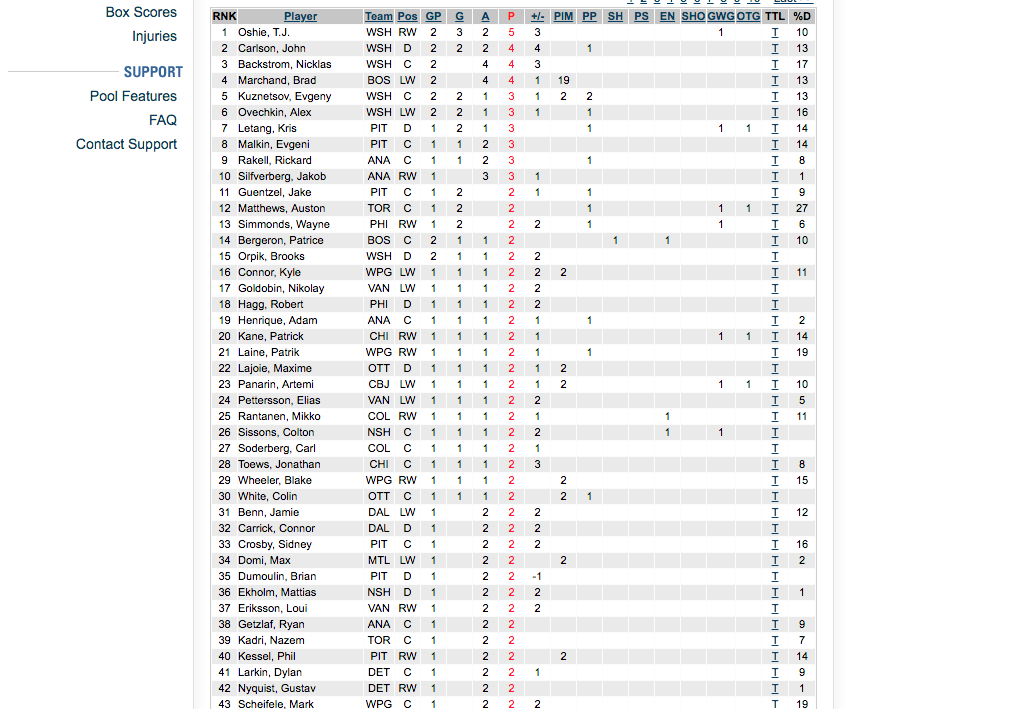 Box Scores
Injuries
SUPPORT
Pool Features
FAQ
Contact Support
RNK Player Team Pos GP G A P +/- PIM PP SH PS EN SHO GWG OTG TTL %D
1 Oshie, T.J. WSH RW 2 3 2 5 3 1 T 10
2 Carlson, John WSH D 2 2 2 4 4 1 T 13
3 Backstrom, Nicklas WSH C 2 4 4 3 T 17
4 Marchand, Brad BOS LW 2 4 4 1 19 T 13
5 Kuznetsov, Evgeny WSH C 2 2 1 3 1 2 2 T 13
6 Ovechkin, Alex WSH LW 2 2 1 3 1 1 T 16
7 Letang, Kris PIT D 1 2 1 3 1 1 1 T 14
8 Malkin, Evgeni PIT C 1 1 2 3 T 14
9 Rakell, Rickard ANA C 1 1 2 3 1 T 8
10 Silfverberg, Jakob ANA RW 1 3 3 1 T 1
11 Guentzel, Jake PIT C 1 2 2 1 1 T 9
12 Matthews, Auston TOR C 1 2 2 1 1 1 T 27
13 Simmonds, Wayne PHI RW 1 2 2 2 1 1 T 6
14 Bergeron, Patrice BOS C 2 1 1 2 1 1 T 10
15 Orpik, Brooks WSH D 2 1 1 2 2 T
16 Connor, Kyle WPG LW 1 1 1 2 2 2 T 11
17 Goldobin, Nikolay VAN LW 1 1 1 2 2 T
18 Hagg, Robert PHI D 1 1 1 2 2 T
19 Henrique, Adam ANA C 1 1 1 2 1 1 T 2
20 Kane, Patrick CHI RW 1 1 1 2 1 1 1 T 14
21 Laine, Patrik WPG RW 1 1 1 2 1 1 T 19
22 Lajoie, Maxime OTT D 1 1 1 2 1 2 T
23 Panarin, Artemi CBJ LW 1 1 1 2 1 2 1 1 T 10
24 Pettersson, Elias VAN LW 1 1 1 2 2 T 5
25 Rantanen, Mikko COL RW 1 1 1 2 1 1 T 11
26 Sissons, Colton NSH C 1 1 1 2 2 1 1 T
27 Soderberg, Carl COL C 1 1 1 2 1 T
28 Toews, Jonathan CHI C 1 1 1 2 3 T 8
29 Wheeler, Blake WPG RW 1 1 1 2 2 T 15
30 White, Colin OTT C 1 1 1 2 2 1 T
31 Benn, Jamie DAL LW 1 2 2 2 T 12
32 Carrick, Connor DAL D 1 2 2 2 T
33 Crosby, Sidney PIT C 1 2 2 2 T 16
34 Domi, Max MTL LW 1 2 2 2 T 2
35 Dumoulin, Brian PIT D 1 2 2 -1 T
36 Ekholm, Mattias NSH D 1 2 2 2 T 1
37 Eriksson, Loui VAN RW 1 2 2 2 T
38 Getzlaf, Ryan ANA C 1 2 2 T 9
39 Kadri, Nazem TOR C 1 2 2 T 7
40 Kessel, Phil PIT RW 1 2 2 2 T 14
41 Larkin, Dylan DET C 1 2 2 1 T 9
42 Nyquist, Gustav DET RW 1 2 2 T 1
43 Scheifele, Mark WPG C 1 2 2 2 T 19